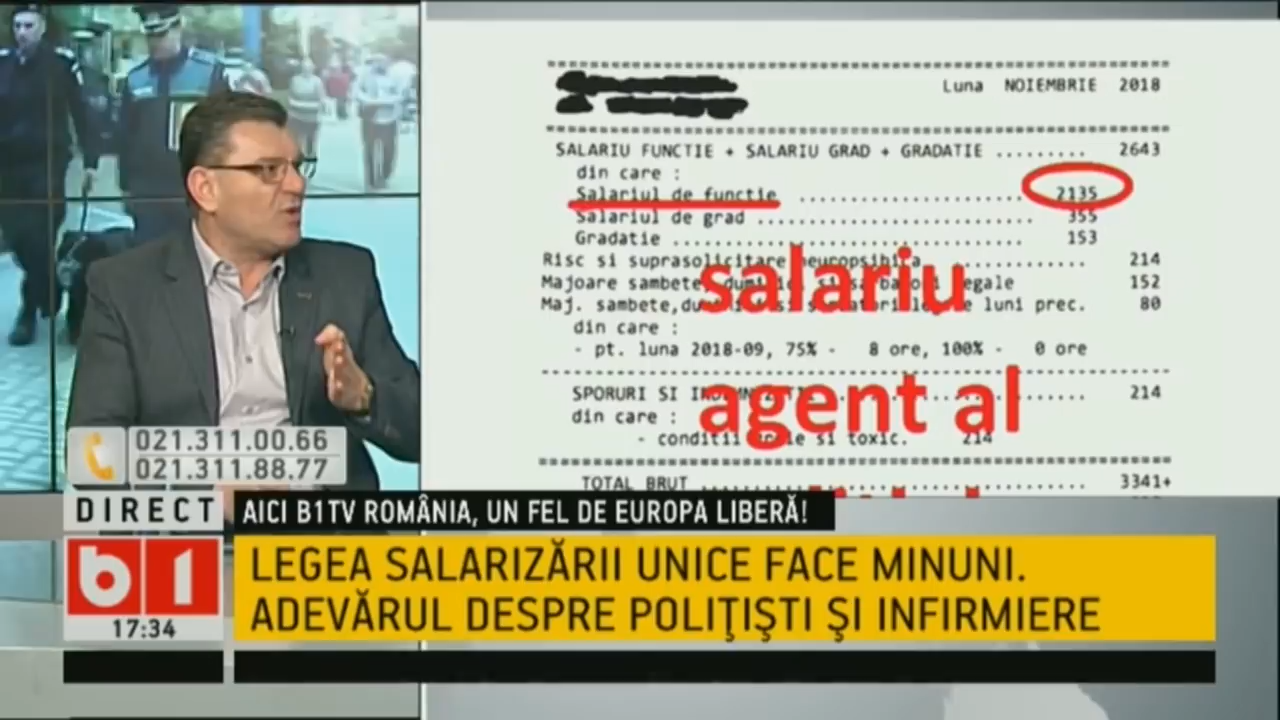 Luna NOIEMBRIE 2018
SALARIU FUNCTIE + SALARIU GRAD + GRADATIE ......... 2643
din care :
Salariul de functie ....................... 2135
Salariul de grad ........................... 355
Gradatie ................................... 153
Risc si suprasolicitare neuropsihica ............... 214
Majoare sambete, legale 152
Maj. sambete, luni prec. 80
din care :
- pt. luna 2018-09, 75% - 8 ore, 100% - 0 ore
SPORURI SI 214
din care :
- conditii si toxic. 214
TOTAL BRUT ......................................... 3341+
salariu
agent al
021.311.00.66
021.311.88.77
DIRECT
AICI B1TV ROMÂNIA, UN FEL DE EUROPA LIBERĂ!
b1
17:34
LEGEA SALARIZĂRII UNICE FACE MINUNI.
ADEVĂRUL DESPRE POLIŢIŞTI ŞI INFIRMIERE